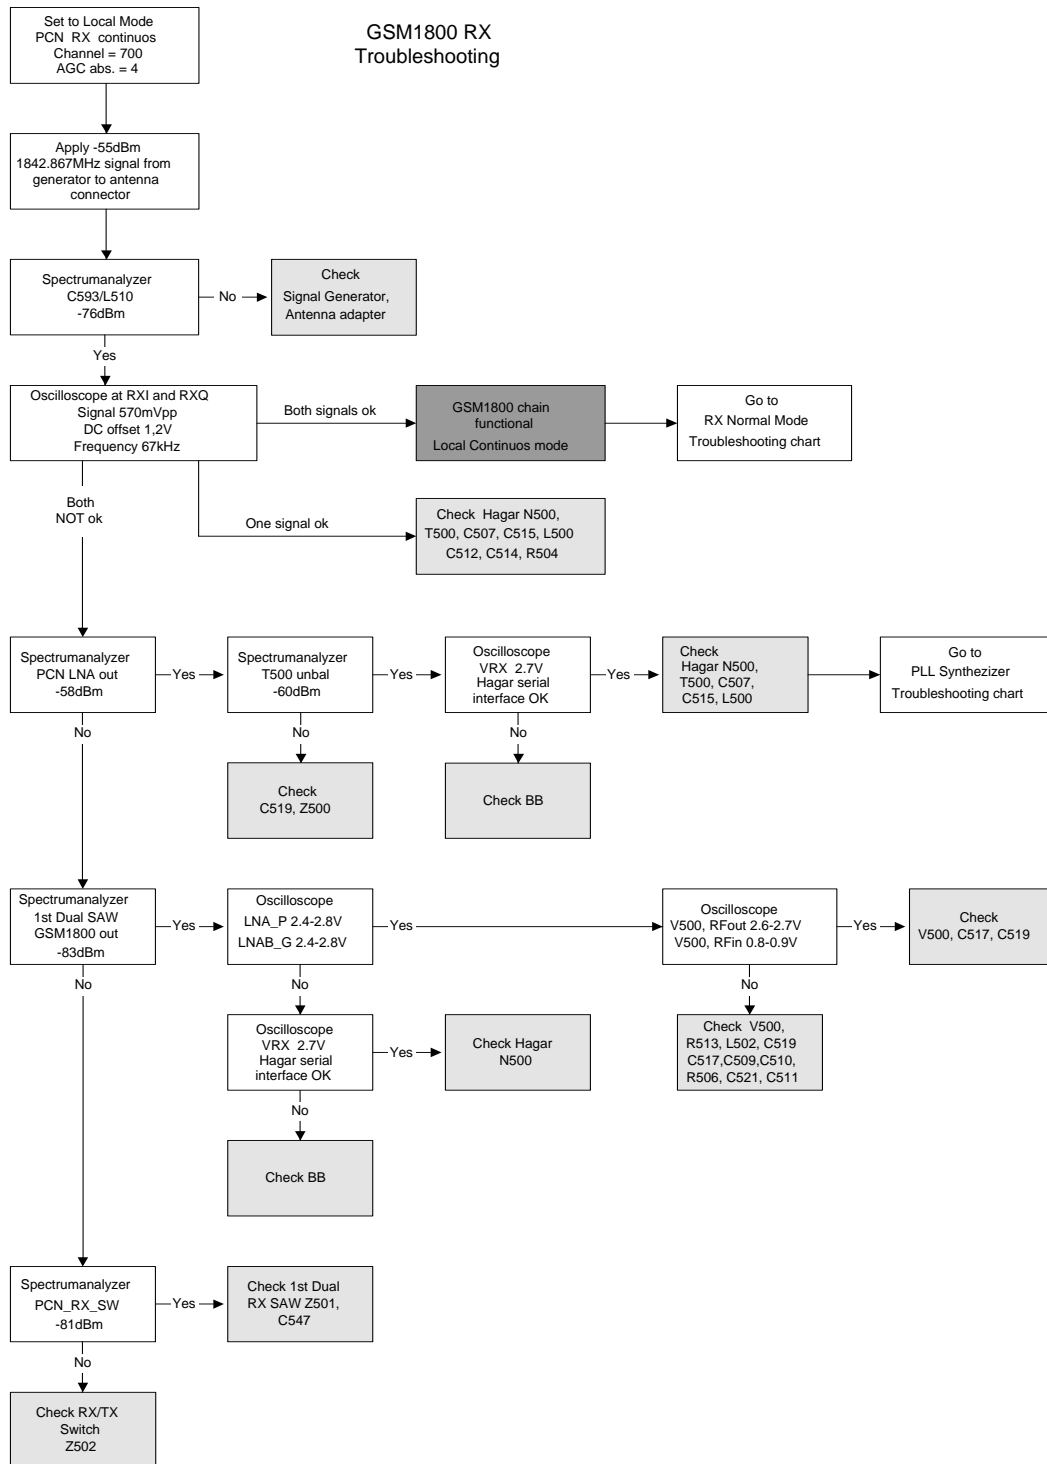 GSM1800 RX
Troubleshooting
Set to Local Mode
PCN RX continuos
Channel = 700
AGC abs. = 4
Apply -55dBm
1842.867MHz signal from
generator to antenna
connector
Spectrumanalyzer
C593/L510
-76dBm
No
Check
Signal Generator,
Antenna adapter
Yes
Oscilloscope at RXI and RXQ
Signal 570mVpp
DC offset 1,2V
Frequency 67kHz
Both signals ok
GSM1800 chain
functional
Local Continuos mode
Go to
RX Normal Mode
Troubleshooting chart
Both
NOT ok
One signal ok
Check Hagar N500,
T500, C507, C515, L500
C512, C514, R504
Spectrumanalyzer
PCN LNA out
-58dBm
Yes
Spectrumanalyzer
T500 unbal
-60dBm
Yes
Oscilloscope
VRX 2.7V
Hagar serial
interface OK
Yes
Check
Hagar N500,
T500, C507,
C515, L500
Go to
PLL Synthezizer
Troubleshooting chart
No
No
No
Check
C519, Z500
Check BB
Spectrumanalyzer
1st Dual SAW
GSM1800 out
-83dBm
Yes
Oscilloscope
LNA_P 2.4-2.8V
LNAB_G 2.4-2.8V
Yes
Oscilloscope
V500, RFout 2.6-2.7V
V500, RFin 0.8-0.9V
Yes
Check
V500, C517, C519
No
No
No
Oscilloscope
VRX 2.7V
Hagar serial
interface OK
Yes
Check Hagar
N500
Check V500,
R513, L502, C519
C517,C509,C510,
R506, C521, C511
No
Check BB
Spectrumanalyzer
PCN_RX_SW
-81dBm
Yes
Check 1st Dual
RX SAW Z501,
C547
No
Check RX/TX
Switch
Z502